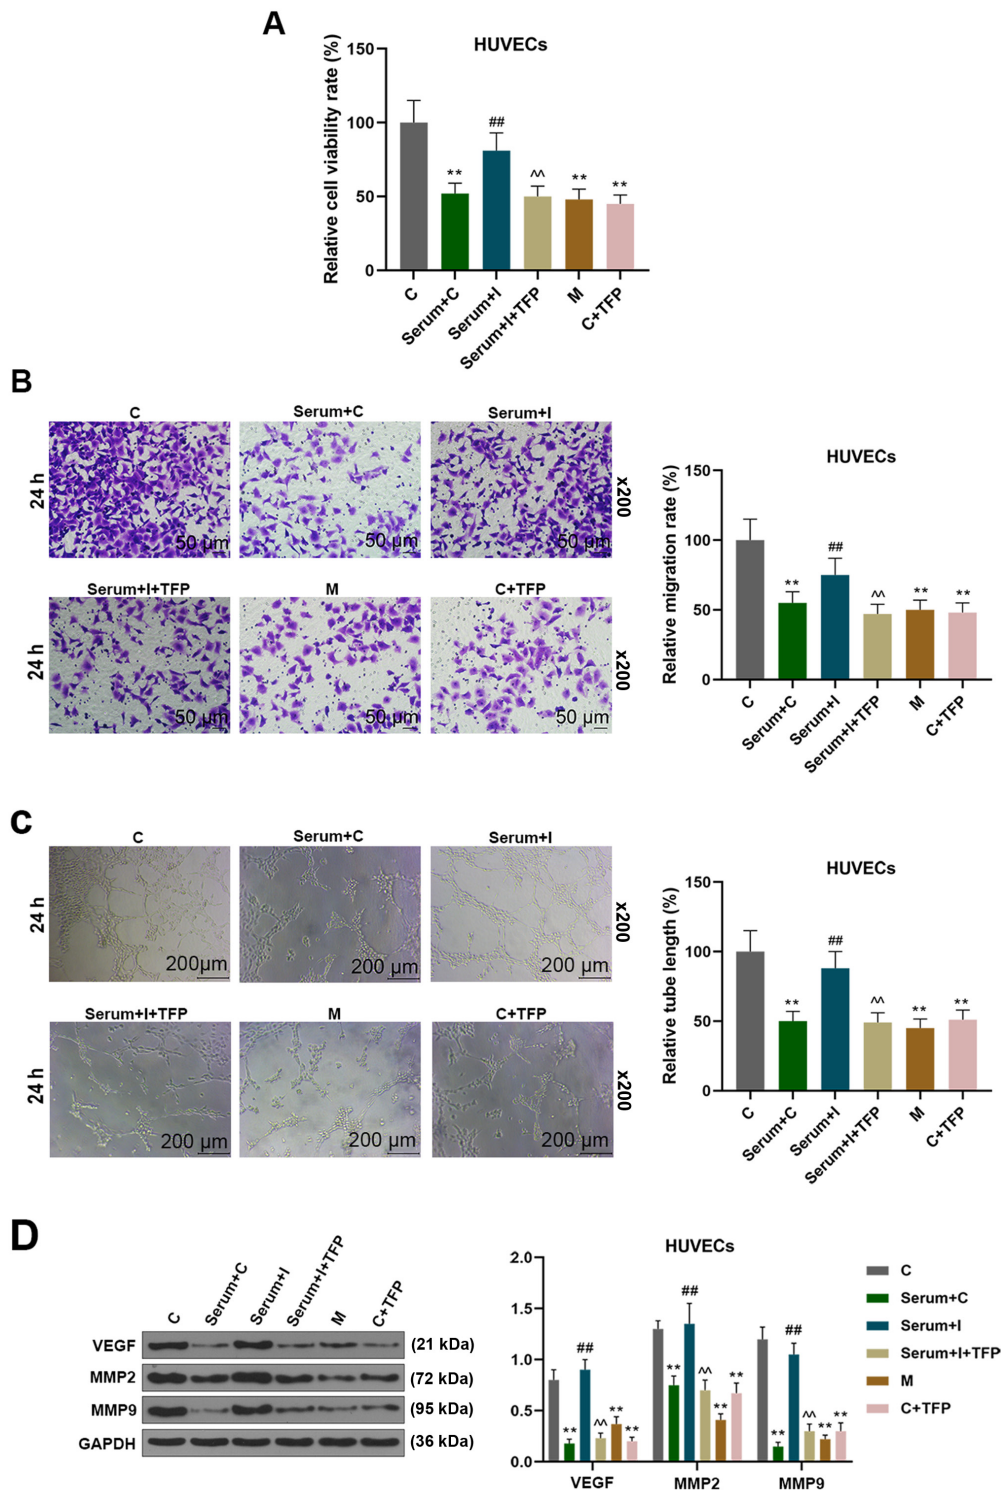 A
HUVECs
Relative cell viability rate (%)
150
100
50
0
##
**
^^
**
**
C
Serum+C
Serum+I
Serum+I+TFP
M
C+TFP
B
C
Serum+C
Serum+I
24 h
50 µm
50 µm
50 µm
x200
Serum+I+TFP
M
C+TFP
24 h
50 µm
50 µm
50 µm
x200
HUVECs
Relative migration rate (%)
150
100
50
0
##
**
^^
**
**
C
Serum+C
Serum+I
Serum+I+TFP
M
C+TFP
C
C
Serum+C
Serum+I
24 h
200µm
200 µm
200 µm
x200
Serum+I+TFP
M
C+TFP
24 h
200 µm
200 µm
200 µm
x200
HUVECs
Relative tube length (%)
150
100
50
0
##
**
^^
**
**
C
Serum+C
Serum+I
Serum+I+TFP
M
C+TFP
D
C
Serum+C
Serum+I
Serum+I+TFP
M
C+TFP
VEGF
(21 kDa)
MMP2
(72 kDa)
MMP9
(95 kDa)
GAPDH
(36 kDa)
HUVECs
2.0
1.5
1.0
0.5
0.0
**
##
^^
**
**
**
##
^^
**
**
**
##
^^
**
**
VEGF
MMP2
MMP9
C
Serum+C
Serum+I
Serum+I+TFP
M
C+TFP